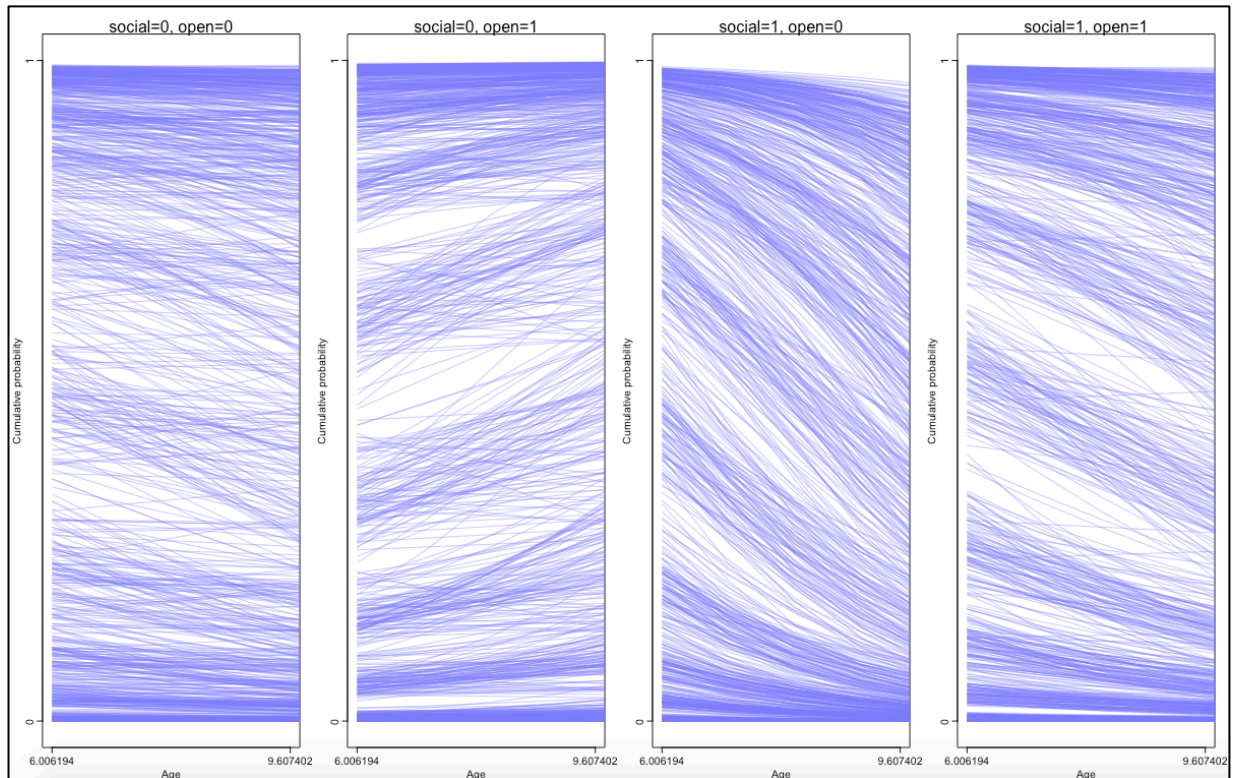 social=0, open=0
1
Cumulative probability
0
6.006194
9.607402
Age
social=0, open=1
1
Cumulative probability
0
6.006194
9.607402
Age
social=1, open=0
1
Cumulative probability
0
6.006194
9.607402
Age
social=1, open=1
1
Cumulative probability
0
6.006194
9.607402
Age